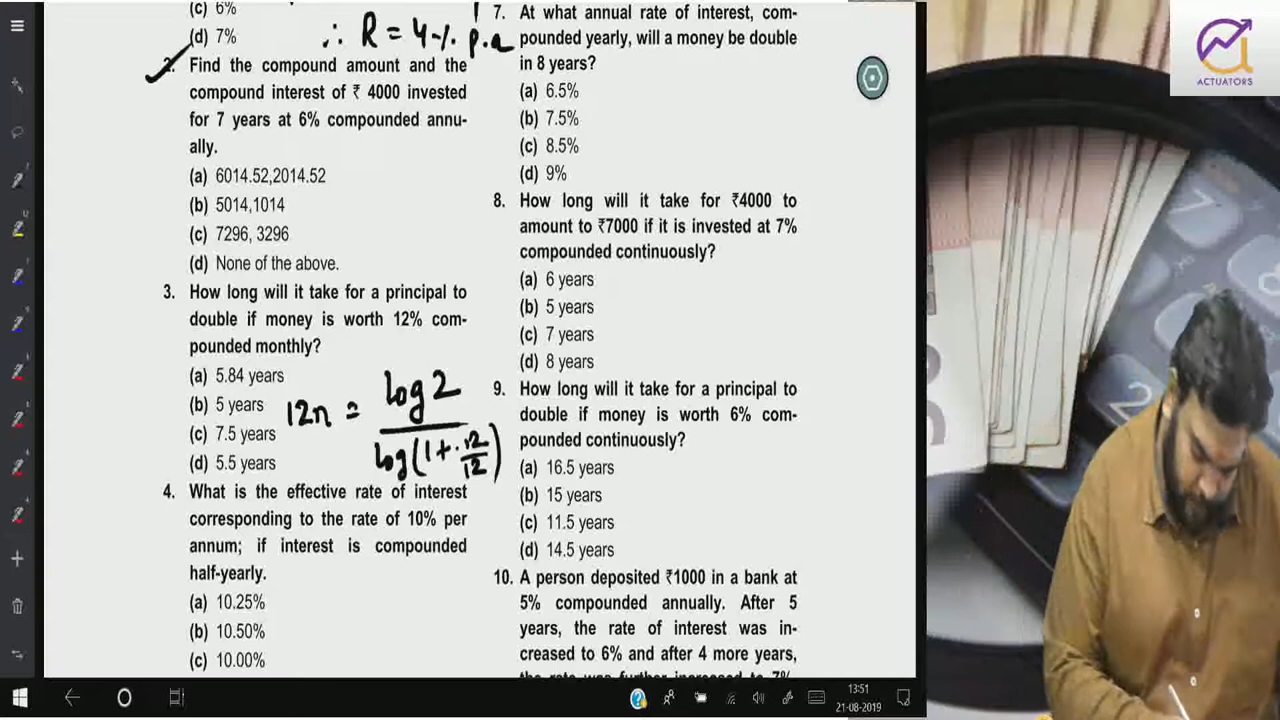 (c) 6%
(d) 7%
∴ R = 4% p.a
2. Find the compound amount and the
compound interest of ₹ 4000 invested
for 7 years at 6% compounded annu-
ally.
(a) 6014.52,2014.52
(b) 5014,1014
(c) 7296, 3296
(d) None of the above.
3. How long will it take for a principal to
double if money is worth 12% com-
pounded monthly?
(a) 5.84 years
(b) 5 years
(c) 7.5 years
(d) 5.5 years
12n = log 2
log(1+.12/12)
4. What is the effective rate of interest
corresponding to the rate of 10% per
annum; if interest is compounded
half-yearly.
(a) 10.25%
(b) 10.50%
(c) 10.00%
7. At what annual rate of interest, com-
pounded yearly, will a money be double
in 8 years?
(a) 6.5%
(b) 7.5%
(c) 8.5%
(d) 9%
8. How long will it take for ₹4000 to
amount to ₹7000 if it is invested at 7%
compounded continuously?
(a) 6 years
(b) 5 years
(c) 7 years
(d) 8 years
9. How long will it take for a principal to
double if money is worth 6% com-
pounded continuously?
(a) 16.5 years
(b) 15 years
(c) 11.5 years
(d) 14.5 years
10. A person deposited ₹1000 in a bank at
5% compounded annually. After 5
years, the rate of interest was in-
creased to 6% and after 4 more years,
the rate was further increased to 7%.
ACTUATORS
13:51
21-08-2019